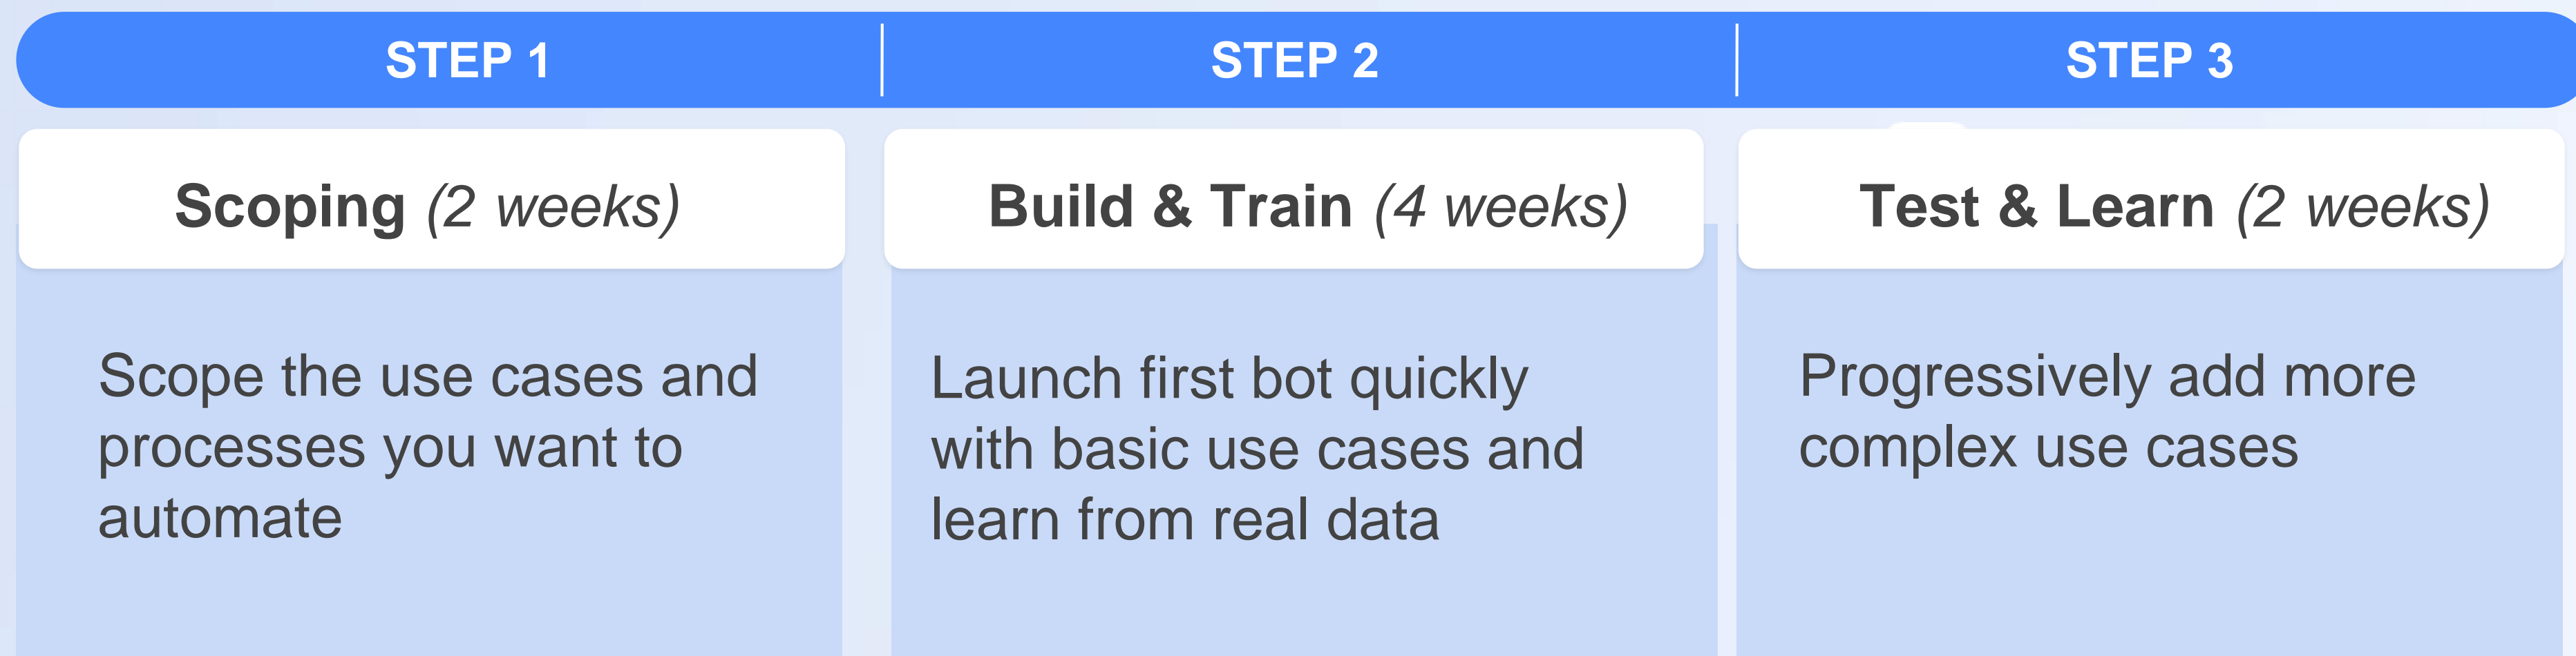 STEP 1
STEP 2
STEP 3
Scoping (2 weeks)
Build & Train (4 weeks)
Test & Learn (2 weeks)
Scope the use cases and
processes you want to
automate
Launch first bot quickly
with basic use cases and
learn from real data
Progressively add more
complex use cases